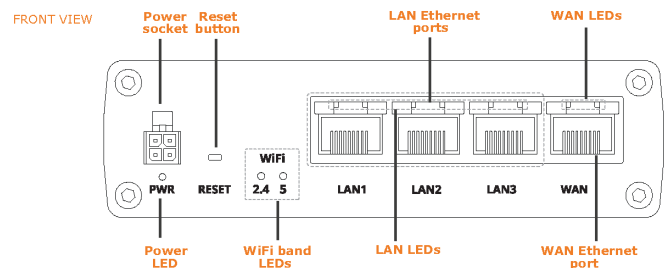 FRONT VIEW
Power
socket
Reset
button
LAN Ethernet
ports
WAN LEDs
WiFi
2.4 5
PWR
RESET
LAN1
LAN2
LAN3
WAN
Power
LED
WiFi band
LEDs
LAN LEDs
WAN Ethernet
port